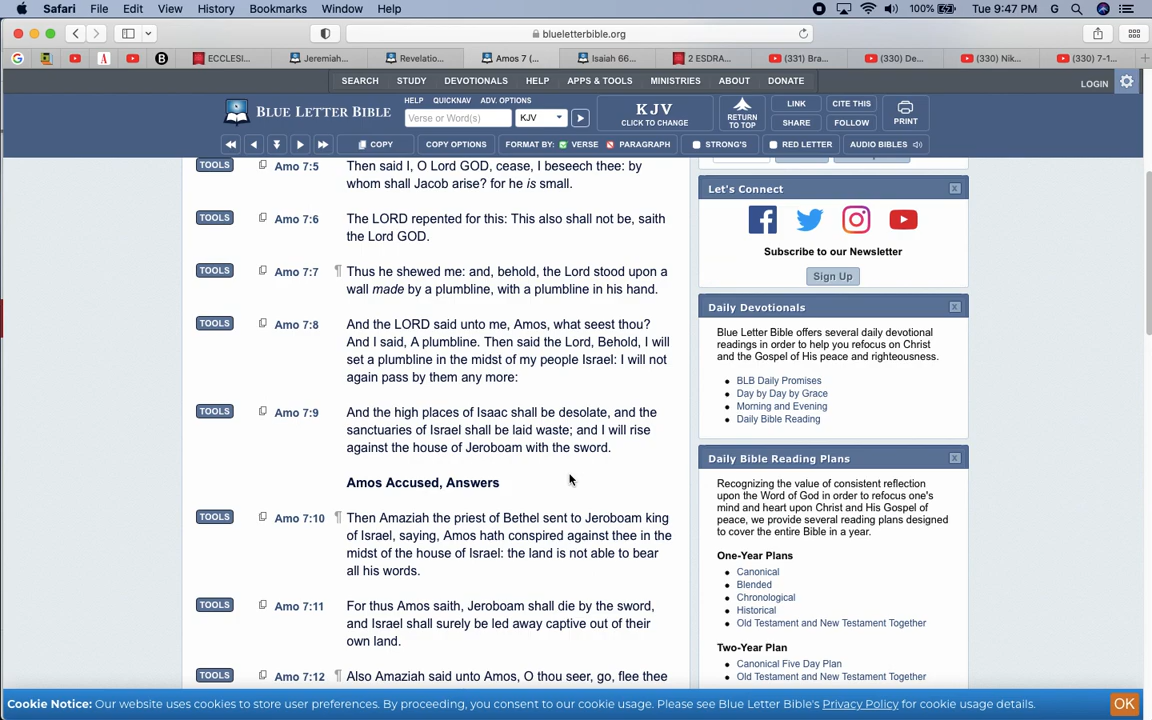 Safari File Edit View History Bookmarks Window Help 100% Tue 9:47 PM G
blueletterbible.org
ECCLESI... Jeremiah... Revelatio... Amos 7 (... Isaiah 66... 2 ESDRA... (331) Bra... (330) De... (330) Nik... (330) 7-1...
SEARCH STUDY DEVOTIONALS HELP APPS & TOOLS MINISTRIES ABOUT DONATE LOGIN
BLUE LETTER BIBLE
HELP QUICKNAV ADV. OPTIONS
Verse or Word(s) KJV
KJV
CLICK TO CHANGE
RETURN
TO TOP
LINK CITE THIS
SHARE FOLLOW
PRINT
COPY COPY OPTIONS FORMAT BY: VERSE PARAGRAPH STRONG'S RED LETTER AUDIO BIBLES
TOOLS Amo 7:5 Then said I, O Lord GOD, cease, I beseech thee: by
whom shall Jacob arise? for he is small.
TOOLS Amo 7:6 The LORD repented for this: This also shall not be, saith
the Lord GOD.
TOOLS Amo 7:7 ¶ Thus he shewed me: and, behold, the Lord stood upon a
wall made by a plumbline, with a plumbline in his hand.
TOOLS Amo 7:8 And the LORD said unto me, Amos, what seest thou?
And I said, A plumbline. Then said the Lord, Behold, I will
set a plumbline in the midst of my people Israel: I will not
again pass by them any more:
TOOLS Amo 7:9 And the high places of Isaac shall be desolate, and the
sanctuaries of Israel shall be laid waste; and I will rise
against the house of Jeroboam with the sword.
Amos Accused, Answers
TOOLS Amo 7:10 ¶ Then Amaziah the priest of Bethel sent to Jeroboam king
of Israel, saying, Amos hath conspired against thee in the
midst of the house of Israel: the land is not able to bear
all his words.
TOOLS Amo 7:11 For thus Amos saith, Jeroboam shall die by the sword,
and Israel shall surely be led away captive out of their
own land.
TOOLS Amo 7:12 ¶ Also Amaziah said unto Amos, O thou seer, go, flee thee
Let's Connect
Subscribe to our Newsletter
Sign Up
Daily Devotionals
Blue Letter Bible offers several daily devotional
readings in order to help you refocus on Christ
and the Gospel of His peace and righteousness.
BLB Daily Promises
Day by Day by Grace
Morning and Evening
Daily Bible Reading
Daily Bible Reading Plans
Recognizing the value of consistent reflection
upon the Word of God in order to refocus one's
mind and heart upon Christ and His Gospel of
peace, we provide several reading plans designed
to cover the entire Bible in a year.
One-Year Plans
Canonical
Blended
Chronological
Historical
Old Testament and New Testament Together
Two-Year Plan
Canonical Five Day Plan
Old Testament and New Testament Together
Cookie Notice: Our website uses cookies to store user preferences. By proceeding, you consent to our cookie usage. Please see Blue Letter Bible's Privacy Policy for cookie usage details. OK